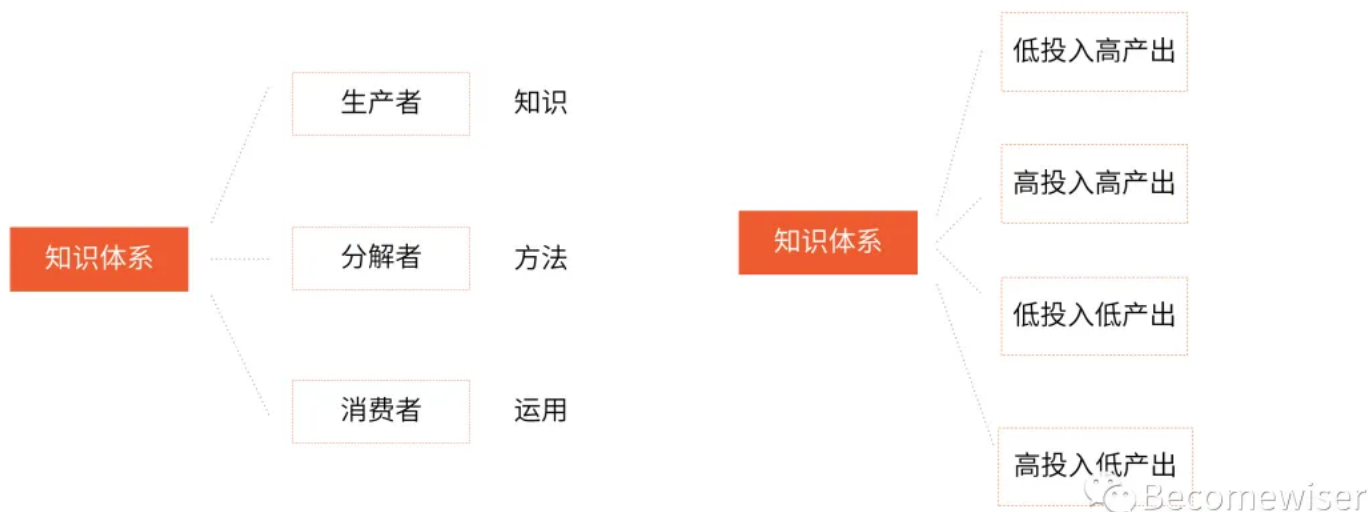 生产者 知识
知识体系
分解者 方法
消费者 运用
低投入高产出
高投入高产出
知识体系
低投入低产出
高投入低产出
Becomewiser